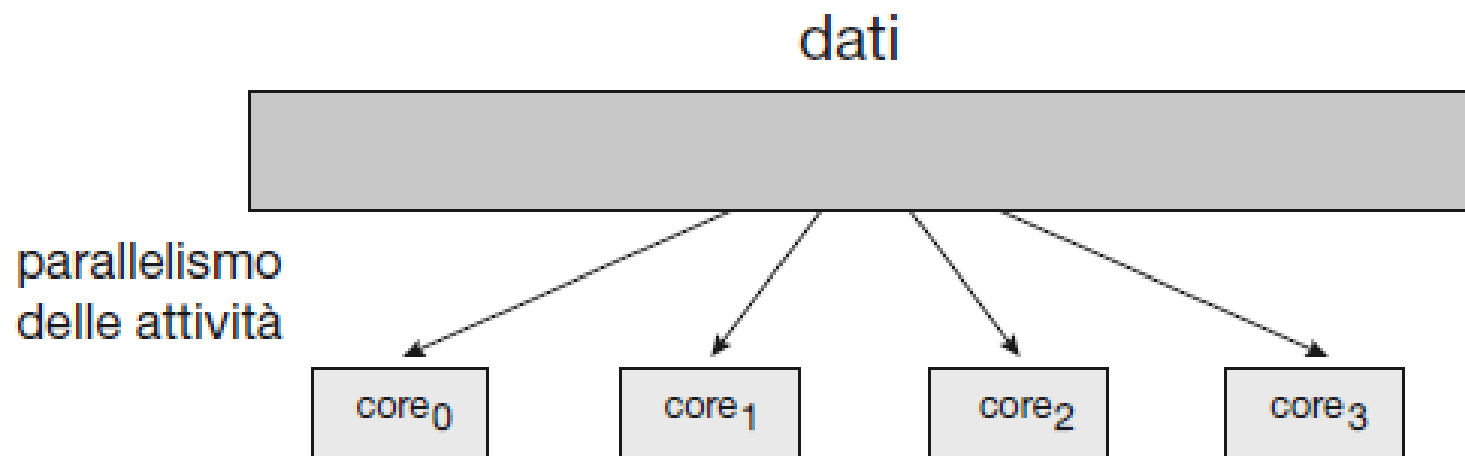 dati
parallelismo
delle attività
core₀ core₁ core₂ core₃